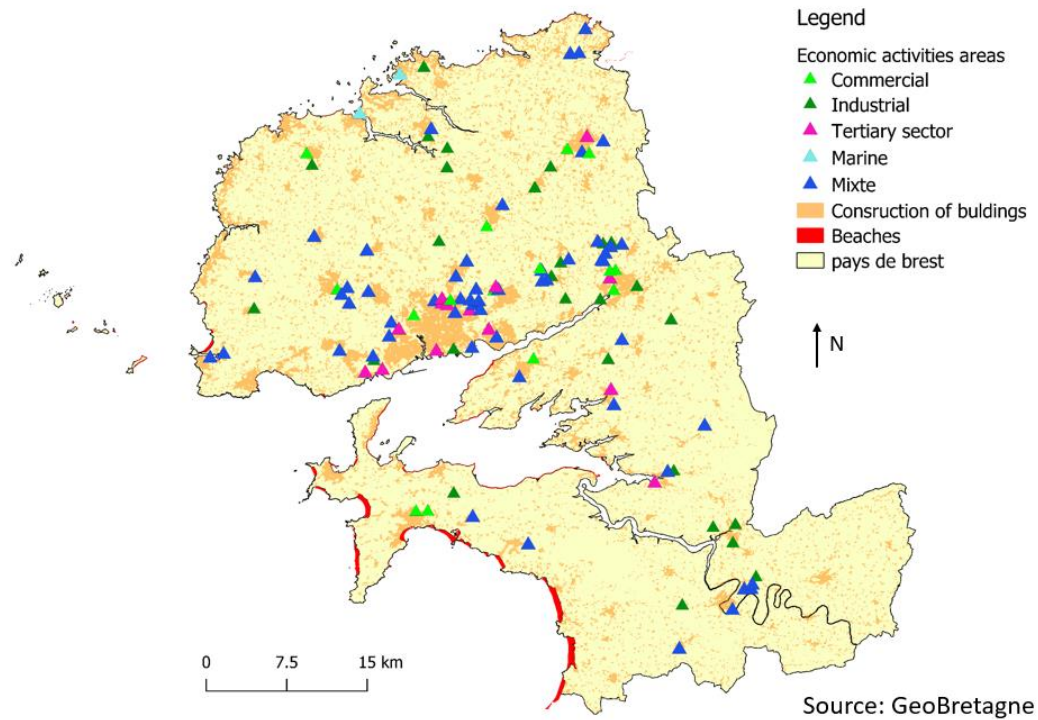 Legend
Economic activities areas
Commercial
Industrial
Tertiary sector
Marine
Mixte
Consruction of buldings
Beaches
pays de brest
N
0 7.5 15 km
Source: GeoBretagne